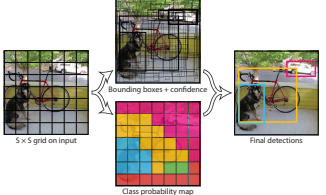 Bounding boxes + confidence
S × S grid on input
Final detections
Class probability map